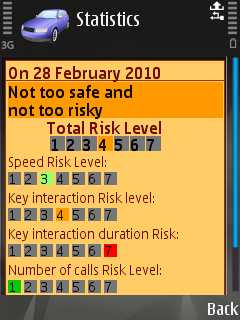 Statistics
3G
On 28 February 2010
Not too safe and
not too risky
Total Risk Level
1 2 3 4 5 6 7
Speed Risk Level:
1 2 3 4 5 6 7
Key interaction Risk level:
1 2 3 4 5 6 7
Key interaction duration Risk:
1 2 3 4 5 6 7
Number of calls Risk Level:
1 2 3 4 5 6 7
Back